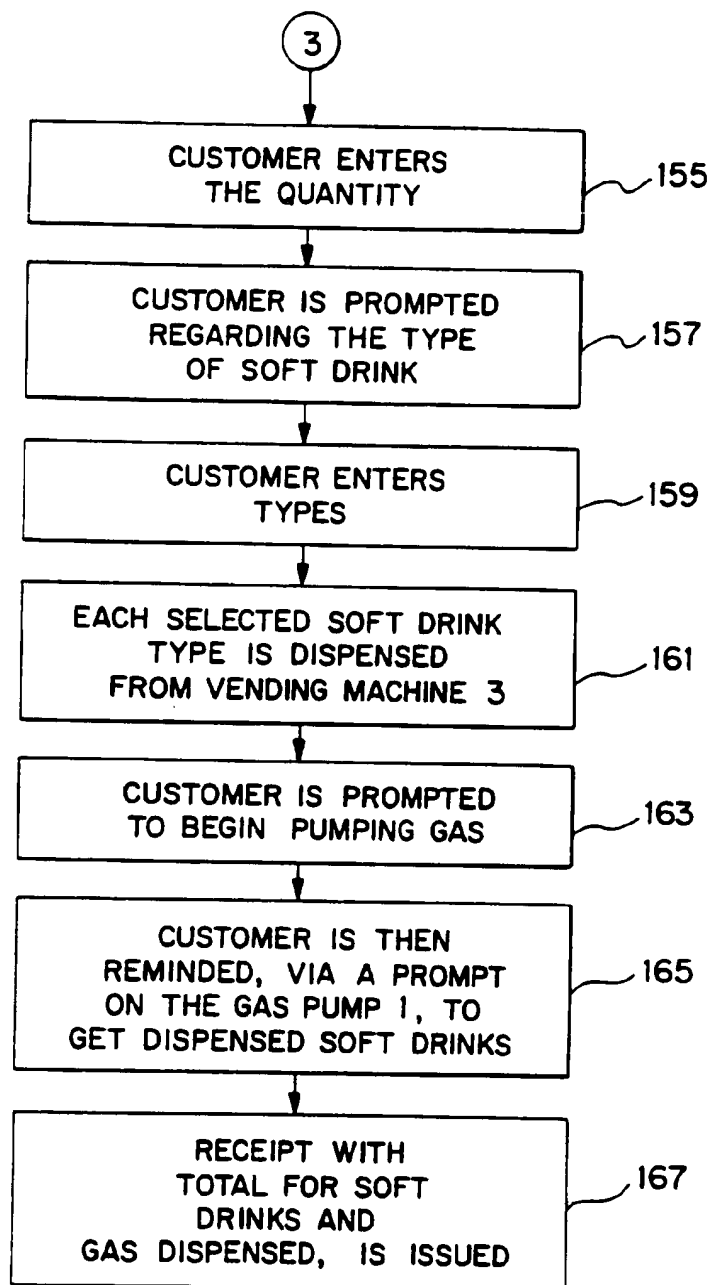 3
CUSTOMER ENTERS
THE QUANTITY
155
CUSTOMER IS PROMPTED
REGARDING THE TYPE
OF SOFT DRINK
157
CUSTOMER ENTERS
TYPES
159
EACH SELECTED SOFT DRINK
TYPE IS DISPENSED
FROM VENDING MACHINE 3
161
CUSTOMER IS PROMPTED
TO BEGIN PUMPING GAS
163
CUSTOMER IS THEN
REMINDED, VIA A PROMPT
ON THE GAS PUMP 1, TO
GET DISPENSED SOFT DRINKS
165
RECEIPT WITH
TOTAL FOR SOFT
DRINKS AND
GAS DISPENSED, IS ISSUED
167